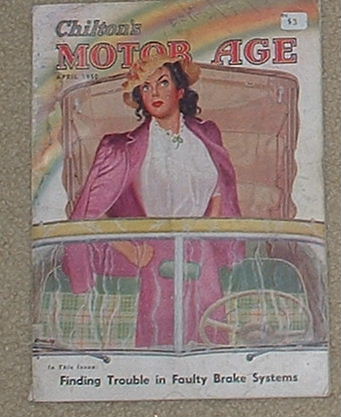 $3
Chilton's
MOTOR AGE
APRIL 1950
In This Issue:
Finding Trouble in Faulty Brake Systems